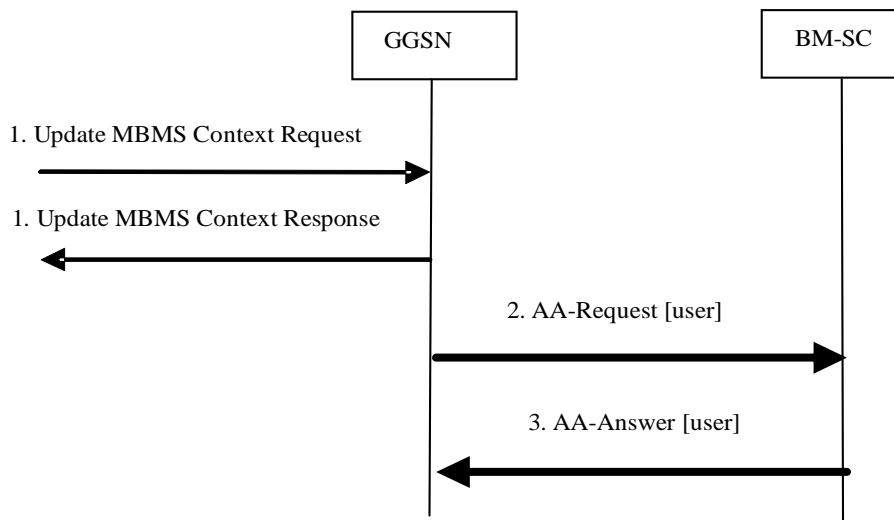 GGSN
BM-SC
1. Update MBMS Context Request
1. Update MBMS Context Response
2. AA-Request [user]
3. AA-Answer [user]